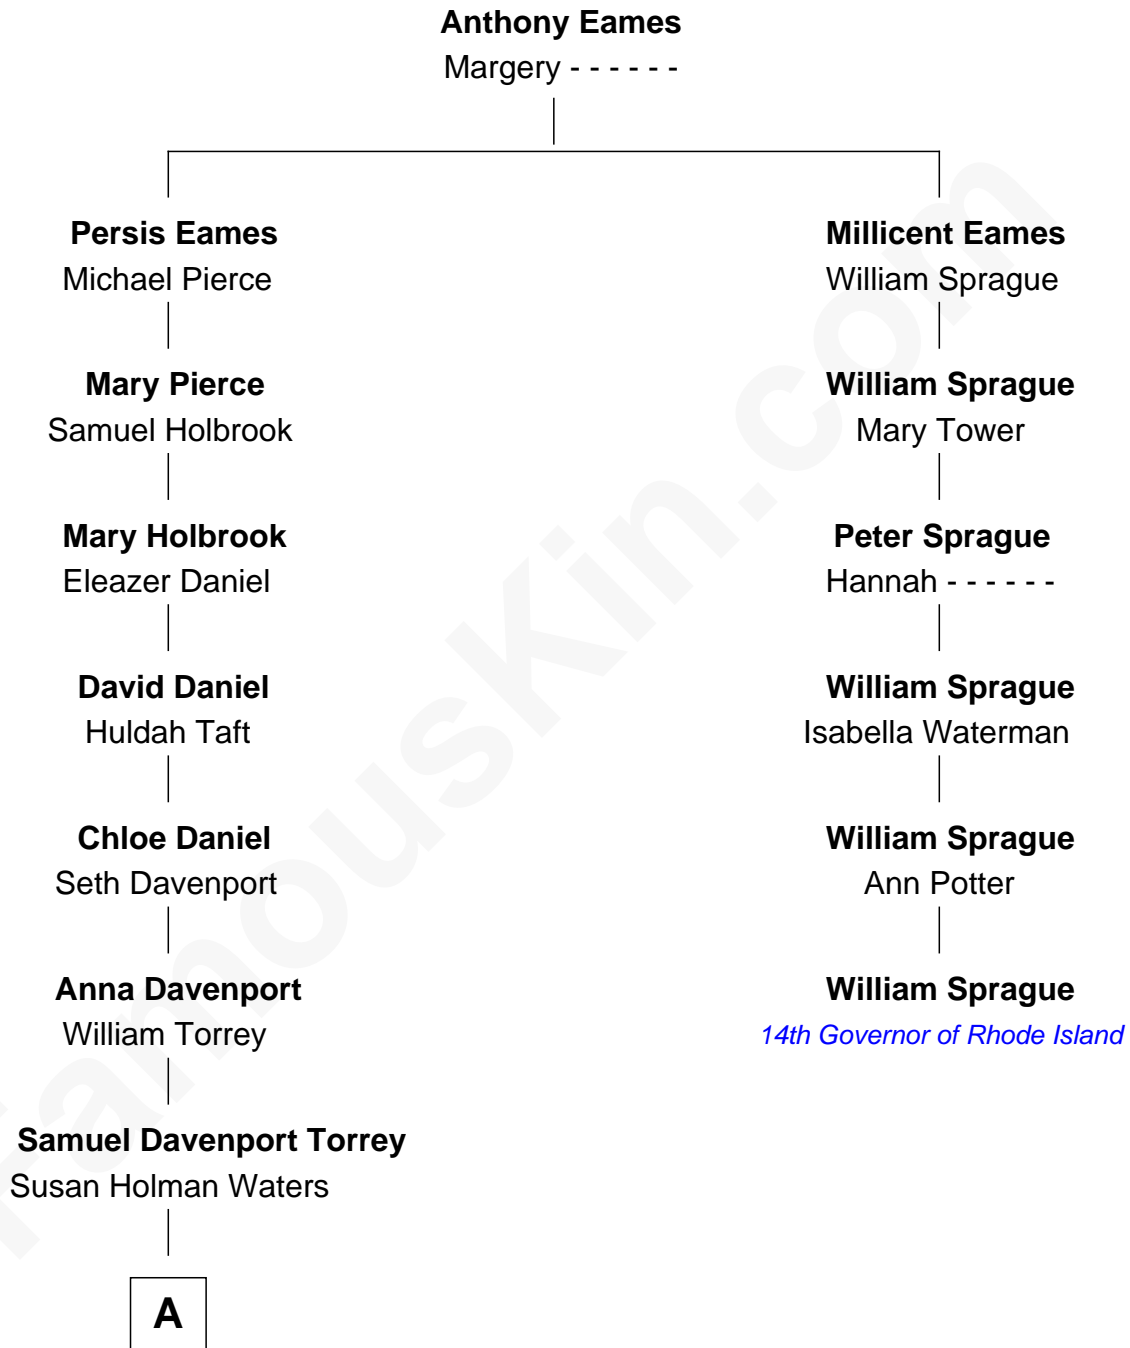 Anthony Eames
Margery - - - - - -
Persis Eames
Michael Pierce
Millicent Eames
William Sprague
Mary Pierce
Samuel Holbrook
William Sprague
Mary Tower
Mary Holbrook
Eleazer Daniel
Peter Sprague
Hannah - - - - - -
David Daniel
Huldah Taft
William Sprague
Isabella Waterman
Chloe Daniel
Seth Davenport
William Sprague
Ann Potter
Anna Davenport
William Torrey
William Sprague
14th Governor of Rhode Island
Samuel Davenport Torrey
Susan Holman Waters
A
FamousKin.com